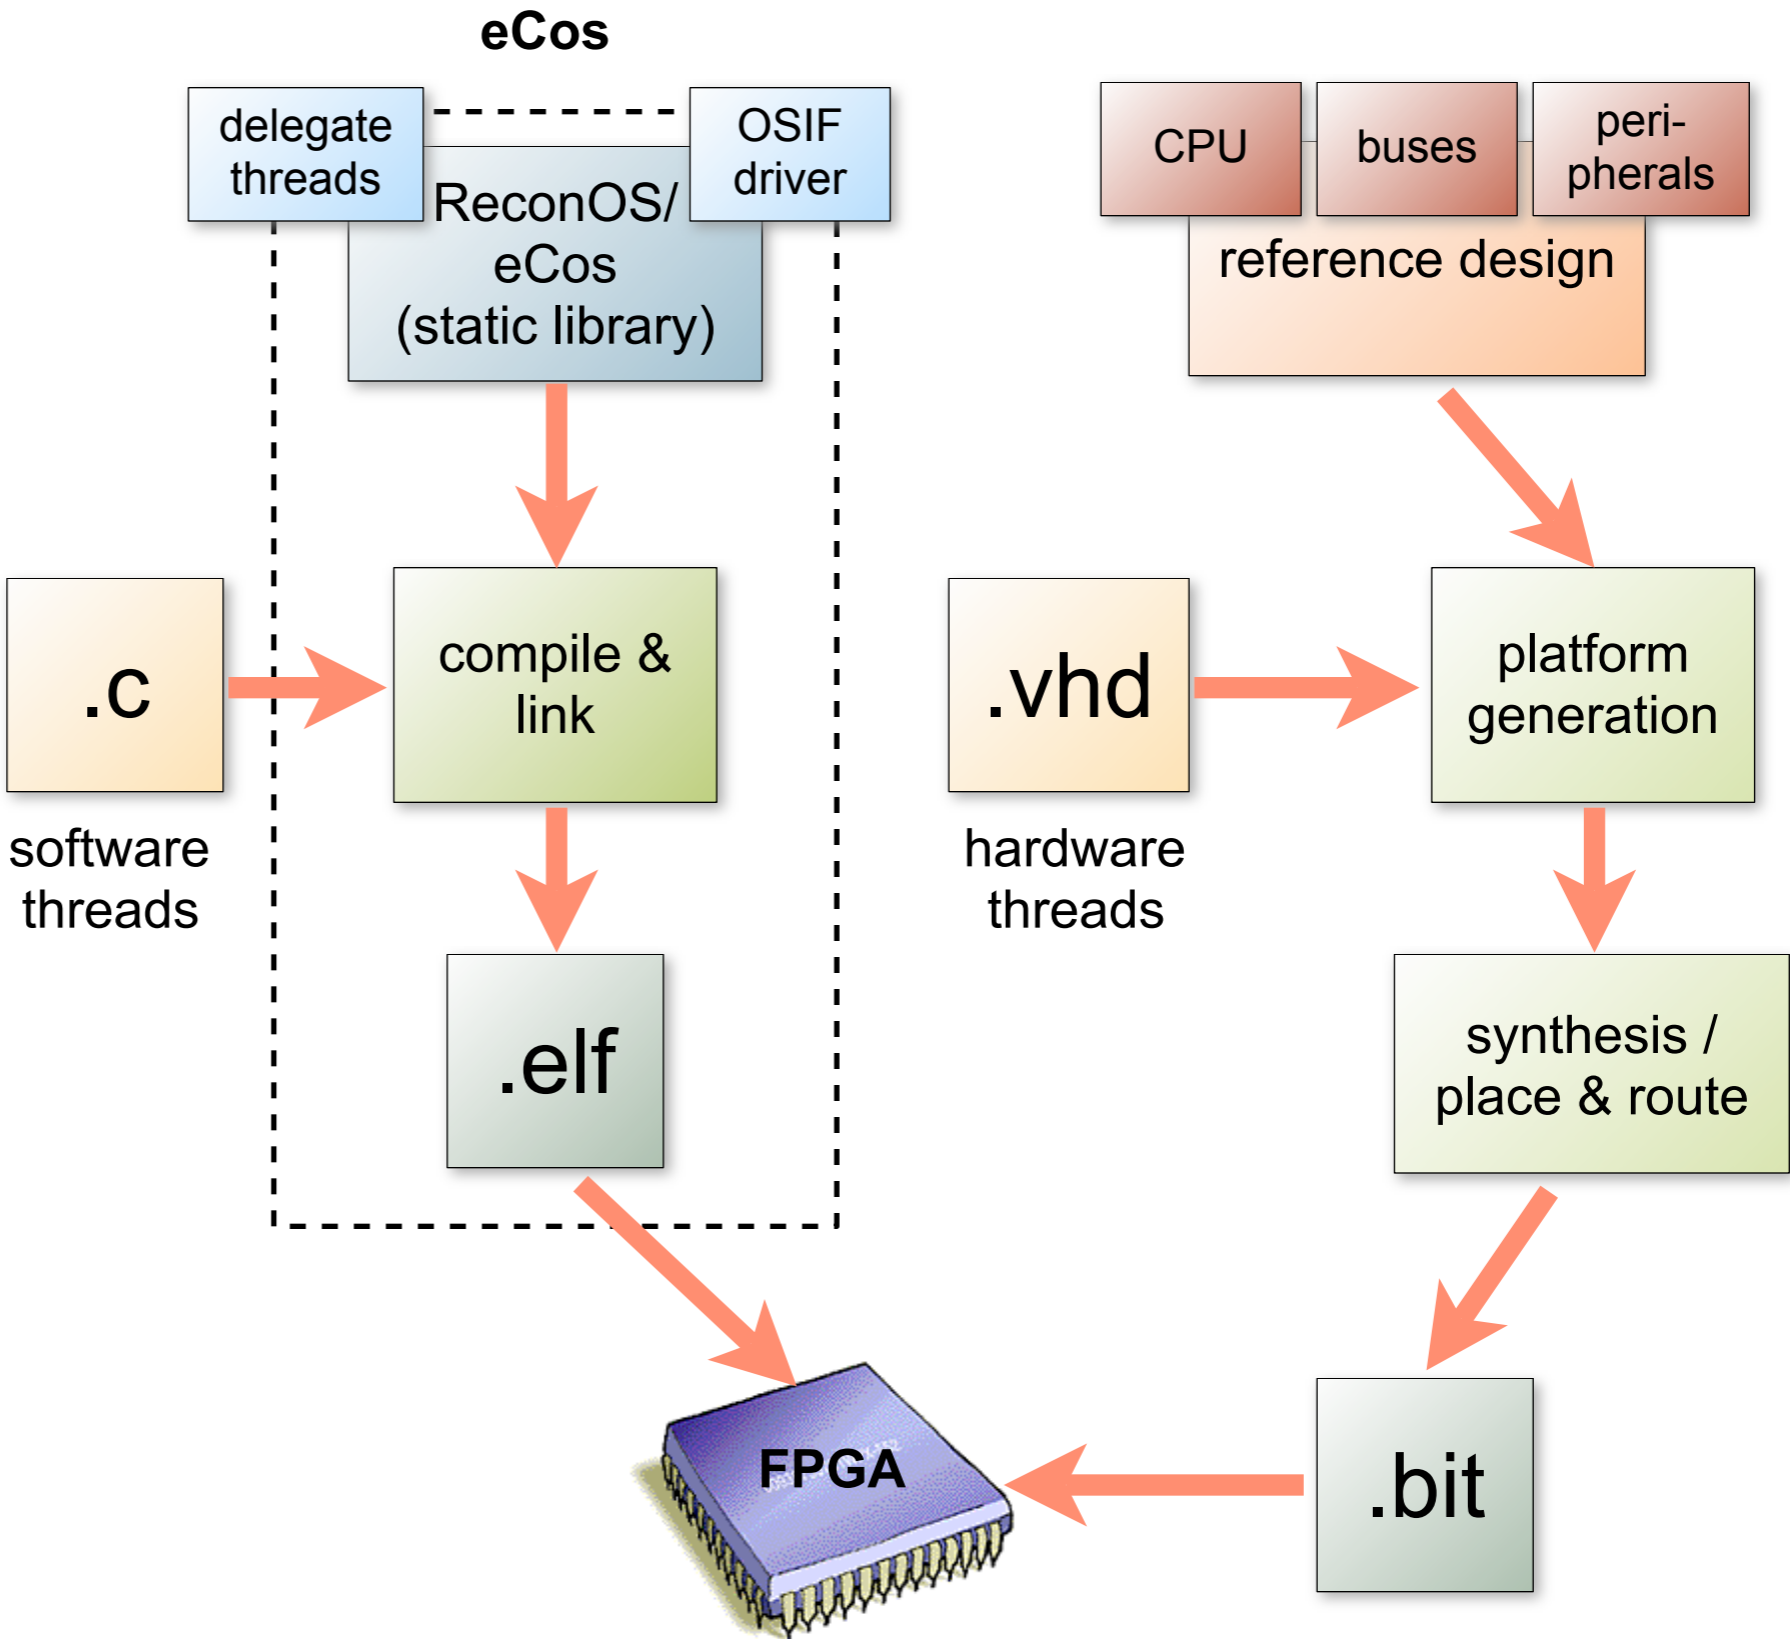 eCos
delegate
threads
OSIF
driver
ReconOS/
eCos
(static library)
CPU
buses
peri-
pherals
reference design
.c
compile &
link
.vhd
platform
generation
software
threads
hardware
threads
.elf
synthesis /
place & route
FPGA
.bit